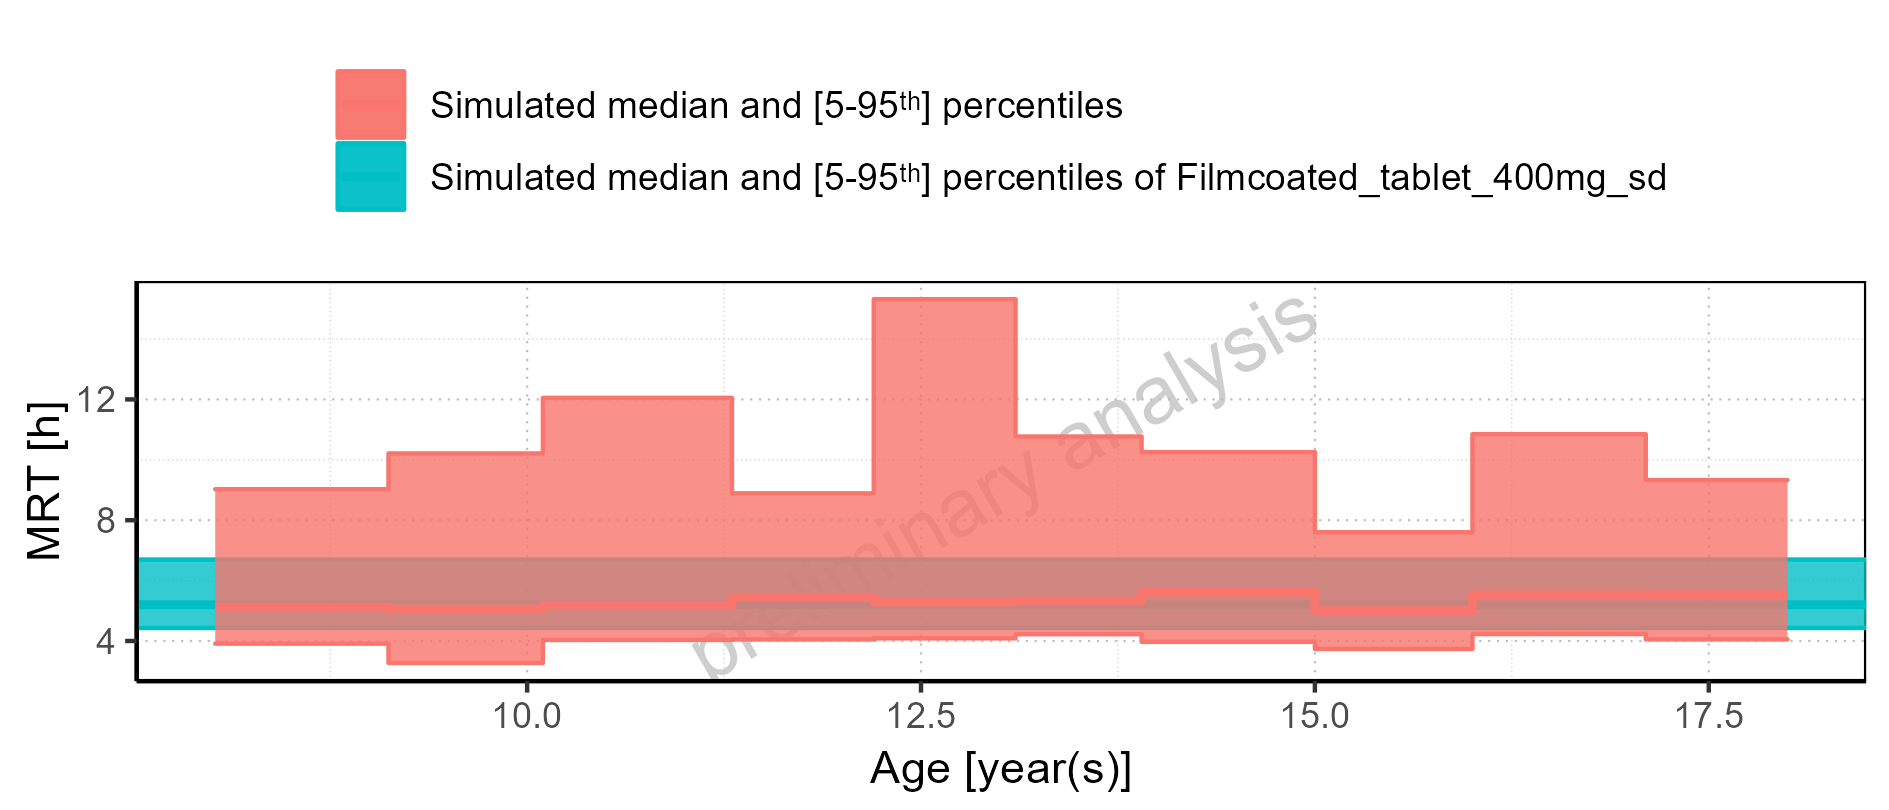 Simulated median and [5-95ᵗʰ] percentiles
Simulated median and [5-95ᵗʰ] percentiles of Filmcoated_tablet_400mg_sd
preliminary analysis
MRT [h]
12
8
4
10.0
12.5
15.0
17.5
Age [year(s)]